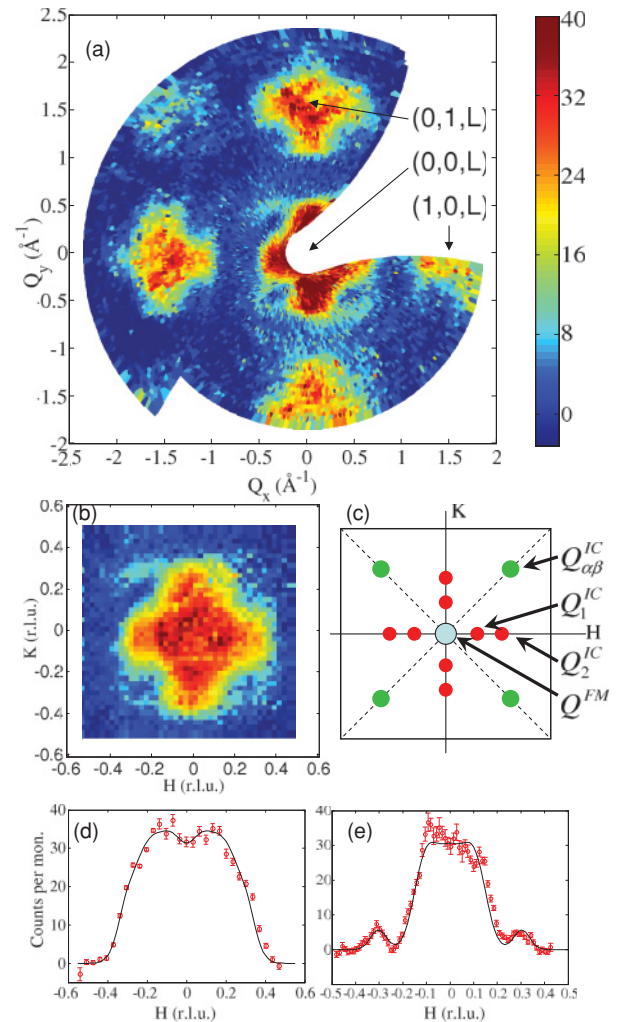 (a)
2.5
2
1.5
1
0.5
0
-0.5
-1
-1.5
-2
-2.5 -2 -1.5 -1 -0.5 0 0.5 1 1.5 2
Q_y (Å⁻¹)
Q_x (Å⁻¹)
(0,1,L)
(0,0,L)
(1,0,L)
40
32
24
16
8
0
(b)
0.6
0.4
0.2
0
-0.2
-0.4
-0.6
-0.6 -0.4 -0.2 0 0.2 0.4 0.6
K (r.l.u.)
H (r.l.u.)
(c)
K
H
Q_{αβ}^{IC}
Q_1^{IC}
Q_2^{IC}
Q^{FM}
(d)
40
30
20
10
0
-0.6 -0.4 -0.2 0 0.2 0.4 0.6
Counts per mon.
H (r.l.u.)
(e)
40
30
20
10
0
-0.5 -0.4 -0.3 -0.2 -0.1 0 0.1 0.2 0.3 0.4 0.5
H (r.l.u.)